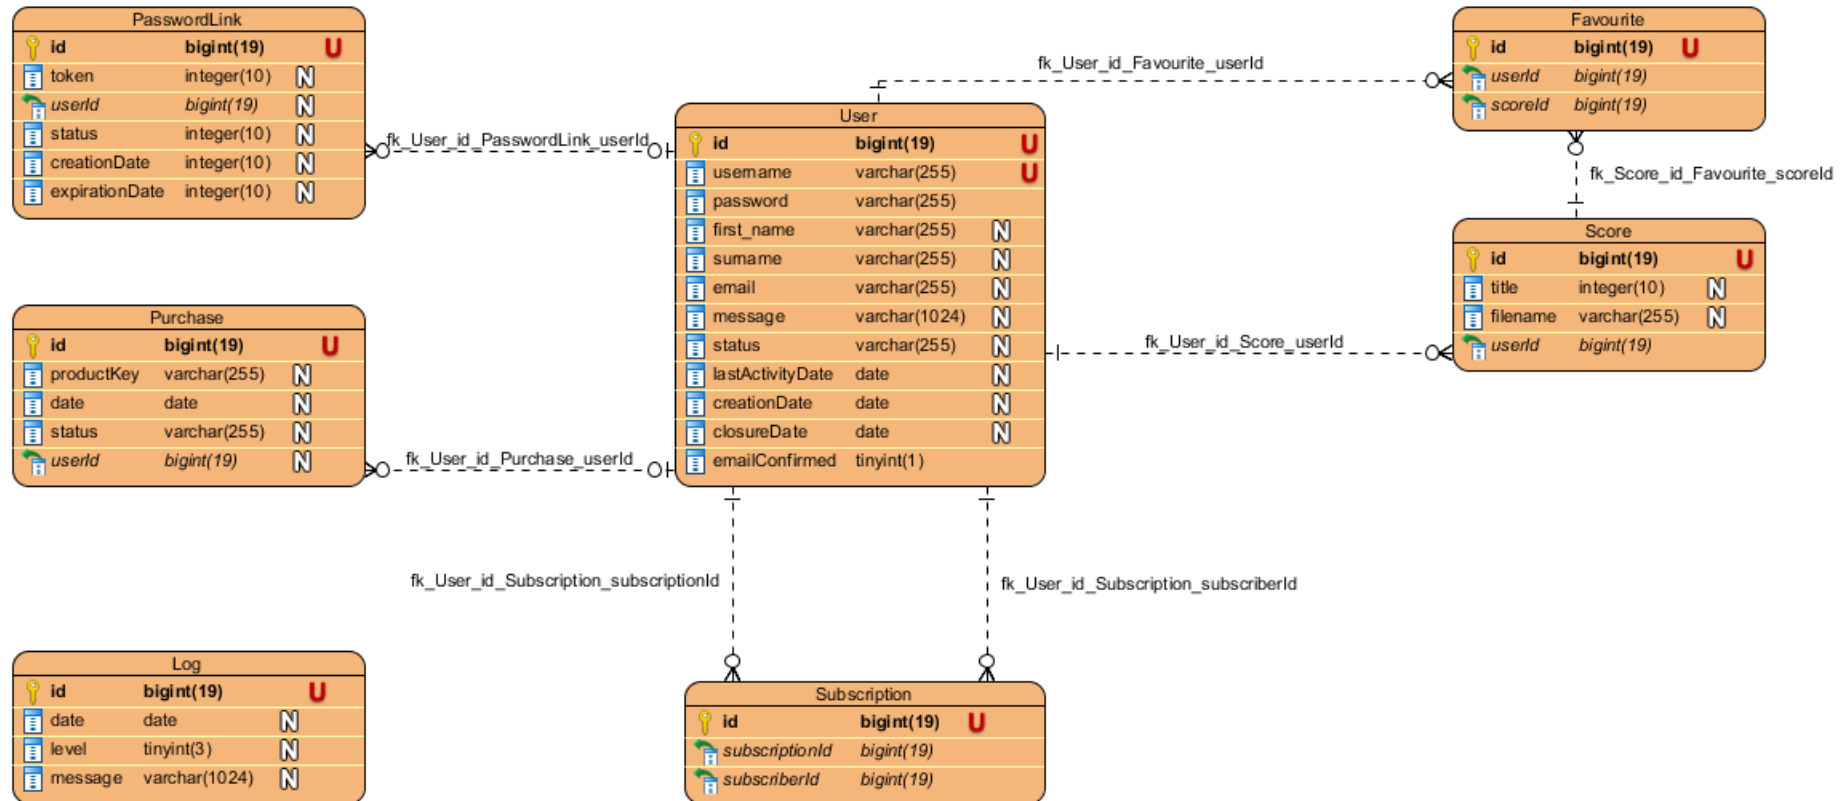 PasswordLink
id bigint(19) U
token integer(10) N
userId bigint(19) N
status integer(10) N
creationDate integer(10) N
expirationDate integer(10) N
fk_User_id_PasswordLink_userId
Purchase
id bigint(19) U
productKey varchar(255) N
date date N
status varchar(255) N
userId bigint(19) N
fk_User_id_Purchase_userId
Log
id bigint(19) U
date date N
level tinyint(3) N
message varchar(1024) N
User
id bigint(19) U
username varchar(255) U
password varchar(255)
first_name varchar(255) N
surname varchar(255) N
email varchar(255) N
message varchar(1024) N
status varchar(255) N
lastActivityDate date N
creationDate date N
closureDate date N
emailConfirmed tinyint(1)
fk_User_id_Subscription_subscriptionId
fk_User_id_Subscription_subscriberId
Subscription
id bigint(19) U
subscriptionId bigint(19)
subscriberId bigint(19)
fk_User_id_Favourite_userId
Favourite
id bigint(19) U
userId bigint(19)
scoreId bigint(19)
fk_Score_id_Favourite_scoreId
Score
id bigint(19) U
title integer(10) N
filename varchar(255) N
userId bigint(19)
fk_User_id_Score_userId